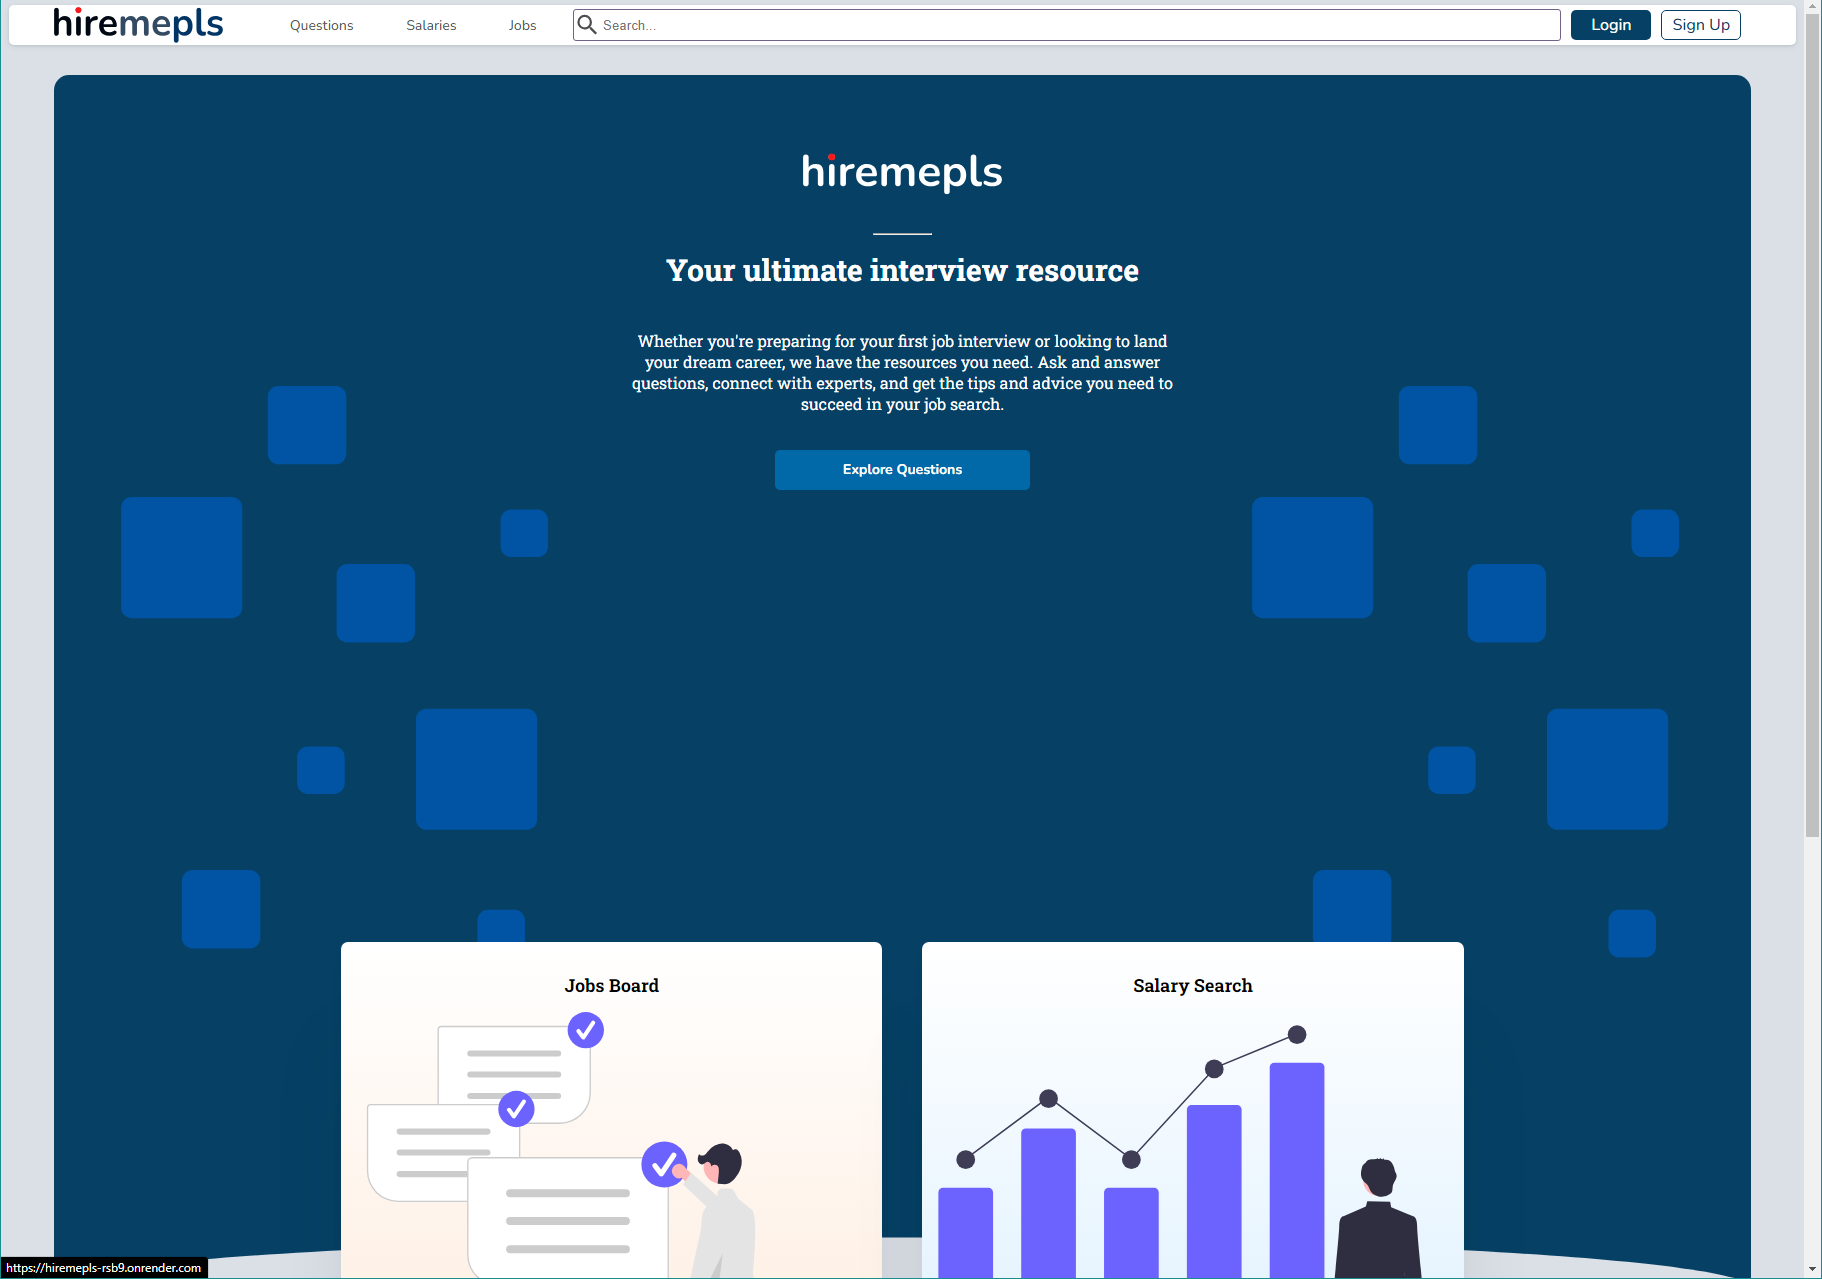 hiremepls
Questions
Salaries
Jobs
Search...
Login
Sign Up
hiremepls
Your ultimate interview resource
Whether you're preparing for your first job interview or looking to land
your dream career, we have the resources you need. Ask and answer
questions, connect with experts, and get the tips and advice you need to
succeed in your job search.
Explore Questions
Jobs Board
Salary Search
https://hiremepls-rsb9.onrender.com